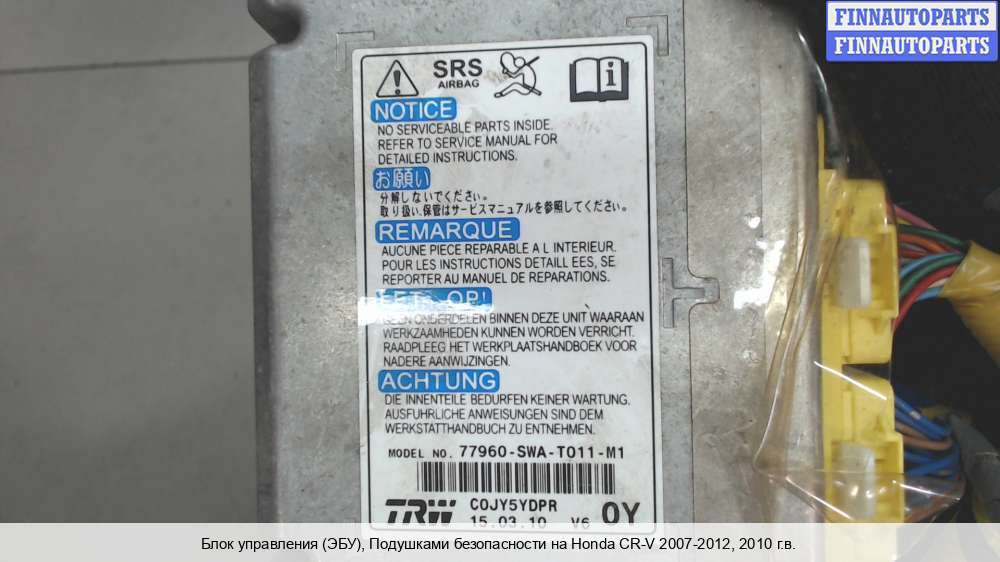 FINNAUTOPARTS
FINNAUTOPARTS
SRS
AIRBAG
NOTICE
NO SERVICEABLE PARTS INSIDE.
REFER TO SERVICE MANUAL FOR
DETAILED INSTRUCTIONS.
お願い
分解しないでください。
取り扱い、保管はサービスマニュアルを参照してください。
REMARQUE
AUCUNE PIECE REPARABLE A L INTERIEUR.
POUR LES INSTRUCTIONS DETAILL EES, SE
REPORTER AU MANUEL DE REPARATIONS.
LET OP!
GEEN ONDERDELEN BINNEN DEZE UNIT WAARAAN
WERKZAAMHEDEN KUNNEN WORDEN VERRICHT.
RAADPLEEG HET WERKPLAATSHANDBOEK VOOR
NADERE AANWIJZINGEN.
ACHTUNG
DIE INNENTEILE BEDURFEN KEINER WARTUNG.
AUSFUHRLICHE ANWEISUNGEN SIND DEM
WERKSTATTHANDBUCH ZU ENTNEHMEN.
MODEL NO. 77960-SWA-T011-M1
TRW C0JY5YDPR
15.03.10 V6 0Y
Блок управления (ЭБУ), Подушками безопасности на Honda CR-V 2007-2012, 2010 г.в.